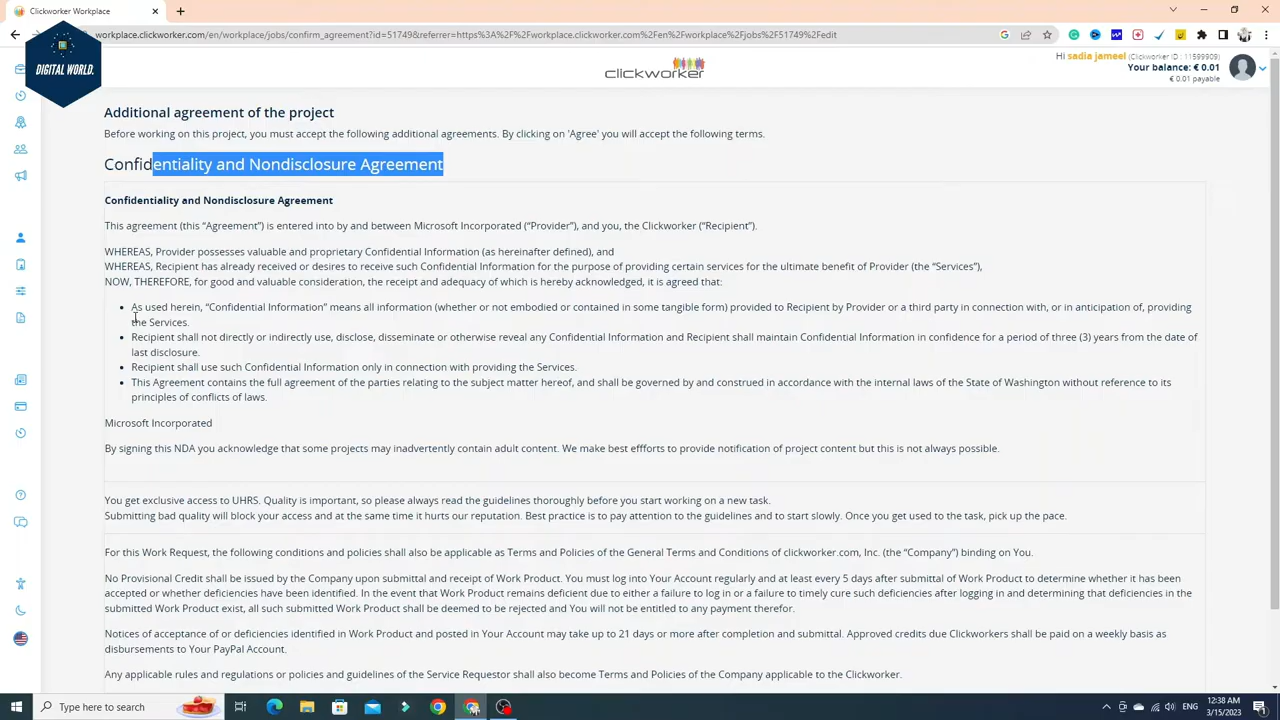 Clickworker Workplace
workplace.clickworker.com/en/workplace/jobs/confirm_agreement?id=51749&referrer=https%3A%2F%2Fworkplace.clickworker.com%2Fen%2Fworkplace%2Fjobs%2F51749%2Fedit
DIGITAL WORLD.
clickworker
Hi sadia jameel (Clickworker ID : 11599909)
Your balance: € 0.01
€ 0.01 payable
Additional agreement of the project
Before working on this project, you must accept the following additional agreements. By clicking on 'Agree' you will accept the following terms.
Confidentiality and Nondisclosure Agreement
Confidentiality and Nondisclosure Agreement
This agreement (this “Agreement”) is entered into by and between Microsoft Incorporated (“Provider”), and you, the Clickworker (“Recipient”).
WHEREAS, Provider possesses valuable and proprietary Confidential Information (as hereinafter defined), and
WHEREAS, Recipient has already received or desires to receive such Confidential Information for the purpose of providing certain services for the ultimate benefit of Provider (the “Services”),
NOW, THEREFORE, for good and valuable consideration, the receipt and adequacy of which is hereby acknowledged, it is agreed that:
• As used herein, “Confidential Information” means all information (whether or not embodied or contained in some tangible form) provided to Recipient by Provider or a third party in connection with, or in anticipation of, providing
the Services.
• Recipient shall not directly or indirectly use, disclose, disseminate or otherwise reveal any Confidential Information and Recipient shall maintain Confidential Information in confidence for a period of three (3) years from the date of
last disclosure.
• Recipient shall use such Confidential Information only in connection with providing the Services.
• This Agreement contains the full agreement of the parties relating to the subject matter hereof, and shall be governed by and construed in accordance with the internal laws of the State of Washington without reference to its
principles of conflicts of laws.
Microsoft Incorporated
By signing this NDA you acknowledge that some projects may inadvertently contain adult content. We make best effforts to provide notification of project content but this is not always possible.
You get exclusive access to UHRS. Quality is important, so please always read the guidelines thoroughly before you start working on a new task.
Submitting bad quality will block your access and at the same time it hurts our reputation. Best practice is to pay attention to the guidelines and to start slowly. Once you get used to the task, pick up the pace.
For this Work Request, the following conditions and policies shall also be applicable as Terms and Policies of the General Terms and Conditions of clickworker.com, Inc. (the “Company”) binding on You.
No Provisional Credit shall be issued by the Company upon submittal and receipt of Work Product. You must log into Your Account regularly and at least every 5 days after submittal of Work Product to determine whether it has been
accepted or whether deficiencies have been identified. In the event that Work Product remains deficient due to either a failure to log in or a failure to timely cure such deficiencies after logging in and determining that deficiencies in the
submitted Work Product exist, all such submitted Work Product shall be deemed to be rejected and You will not be entitled to any payment therefor.
Notices of acceptance of or deficiencies identified in Work Product and posted in Your Account may take up to 21 days or more after completion and submittal. Approved credits due Clickworkers shall be paid on a weekly basis as
disbursements to Your PayPal Account.
Any applicable rules and regulations or policies and guidelines of the Service Requestor shall also become Terms and Policies of the Company applicable to the Clickworker.
Type here to search
12:38 AM
3/15/2023